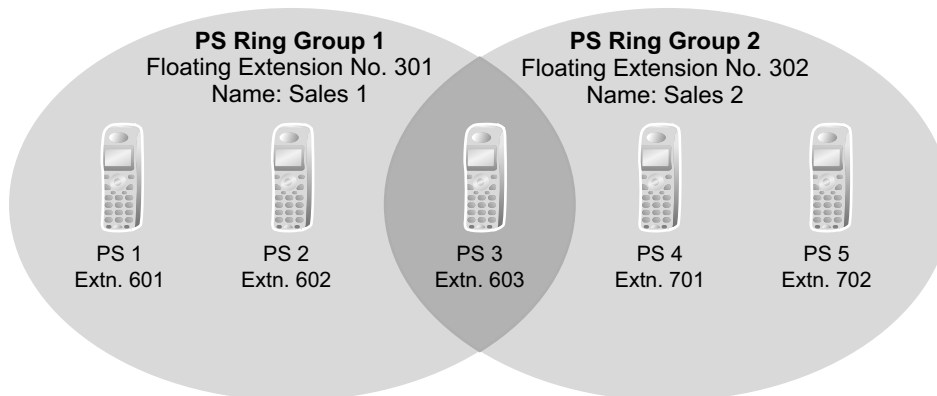 PS Ring Group 1
Floating Extension No. 301
Name: Sales 1
PS Ring Group 2
Floating Extension No. 302
Name: Sales 2
PS 1
Extn. 601
PS 2
Extn. 602
PS 3
Extn. 603
PS 4
Extn. 701
PS 5
Extn. 702